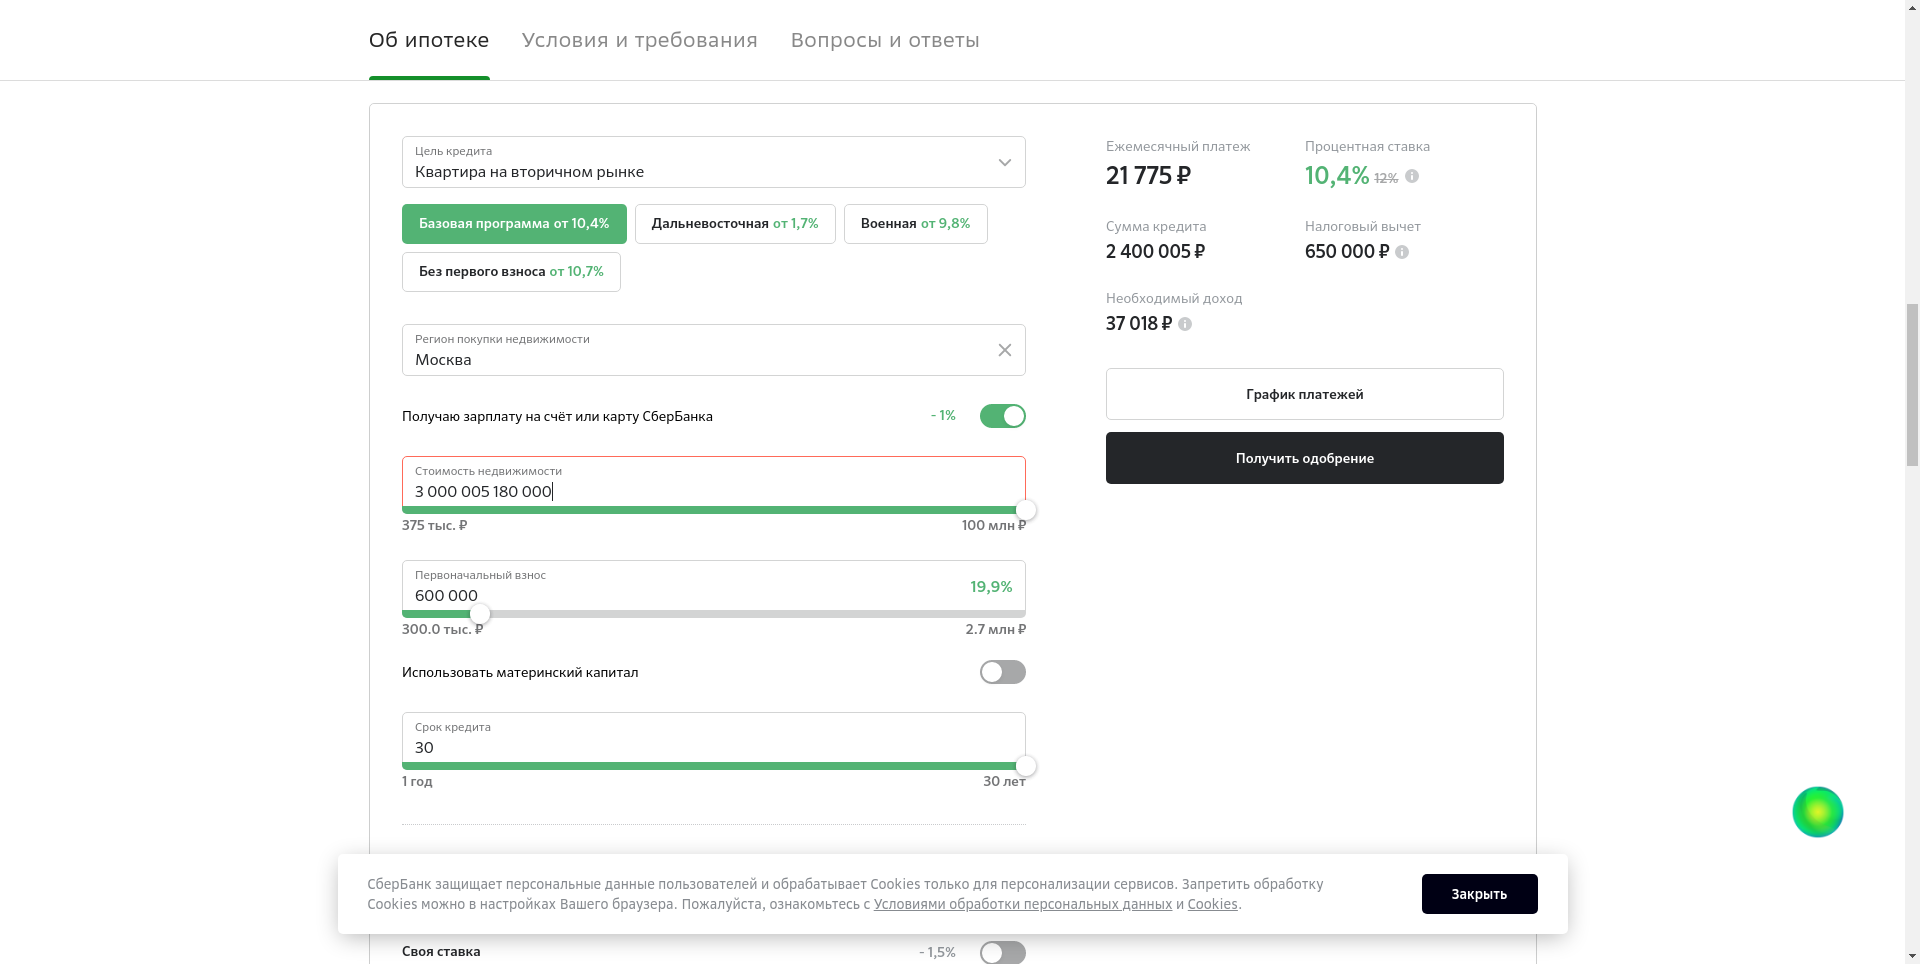 Об ипотеке
Условия и требования
Вопросы и ответы
Цель кредита
Квартира на вторичном рынке
Базовая программа от 10,4%
Дальневосточная от 1,7%
Военная от 9,8%
Без первого взноса от 10,7%
Регион покупки недвижимости
Москва
Получаю зарплату на счёт или карту СберБанка
- 1%
Стоимость недвижимости
3 000 005 180 000
375 тыс. ₽
100 млн ₽
Первоначальный взнос
600 000
19,9%
300.0 тыс. ₽
2.7 млн ₽
Использовать материнский капитал
Срок кредита
30
1 год
30 лет
Ежемесячный платеж
21 775 ₽
Процентная ставка
10,4% 12%
Сумма кредита
2 400 005 ₽
Налоговый вычет
650 000 ₽
Необходимый доход
37 018 ₽
График платежей
Получить одобрение
СберБанк защищает персональные данные пользователей и обрабатывает Cookies только для персонализации сервисов. Запретить обработку
Cookies можно в настройках Вашего браузера. Пожалуйста, ознакомьтесь с Условиями обработки персональных данных и Cookies.
Закрыть
Своя ставка
- 1,5%